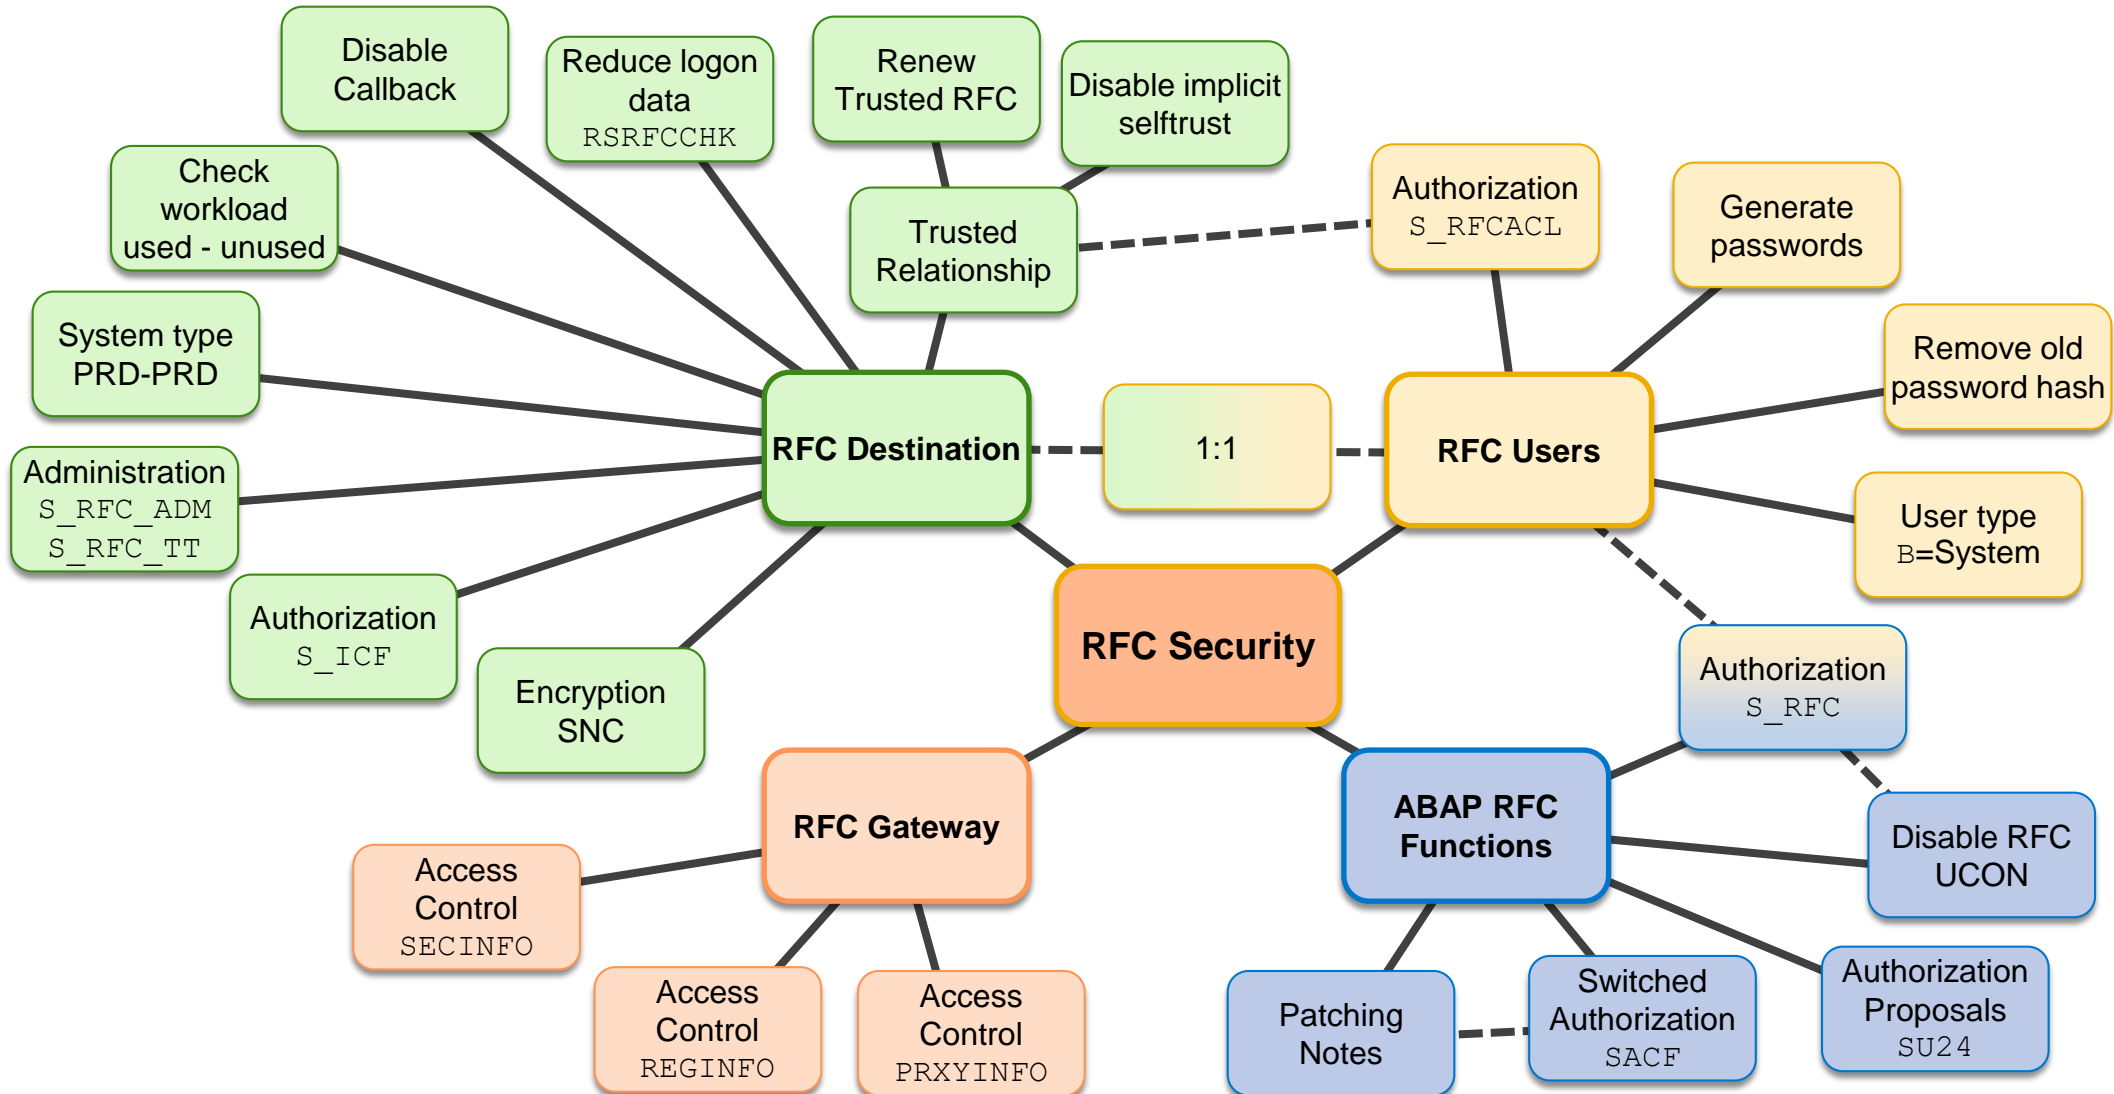 Disable
Callback
Reduce logon
data
RSRFCCHK
Renew
Trusted RFC
Disable implicit
selftrust
Check
workload
used - unused
Trusted
Relationship
Authorization
S_RFCACL
Generate
passwords
System type
PRD-PRD
Remove old
password hash
RFC Destination
1:1
RFC Users
Administration
S_RFC_ADM
S_RFC_TT
User type
B=System
Authorization
S_ICF
Encryption
SNC
RFC Security
Authorization
S_RFC
RFC Gateway
ABAP RFC
Functions
Disable RFC
UCON
Access
Control
SECINFO
Access
Control
REGINFO
Access
Control
PRXYINFO
Patching
Notes
Switched
Authorization
SACF
Authorization
Proposals
SU24